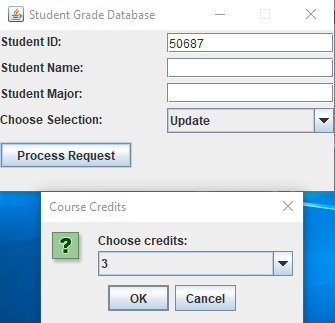 Student Grade Database
Student ID: 50687
Student Name:
Student Major:
Choose Selection: Update
Process Request
Course Credits
?
Choose credits:
3
OK Cancel